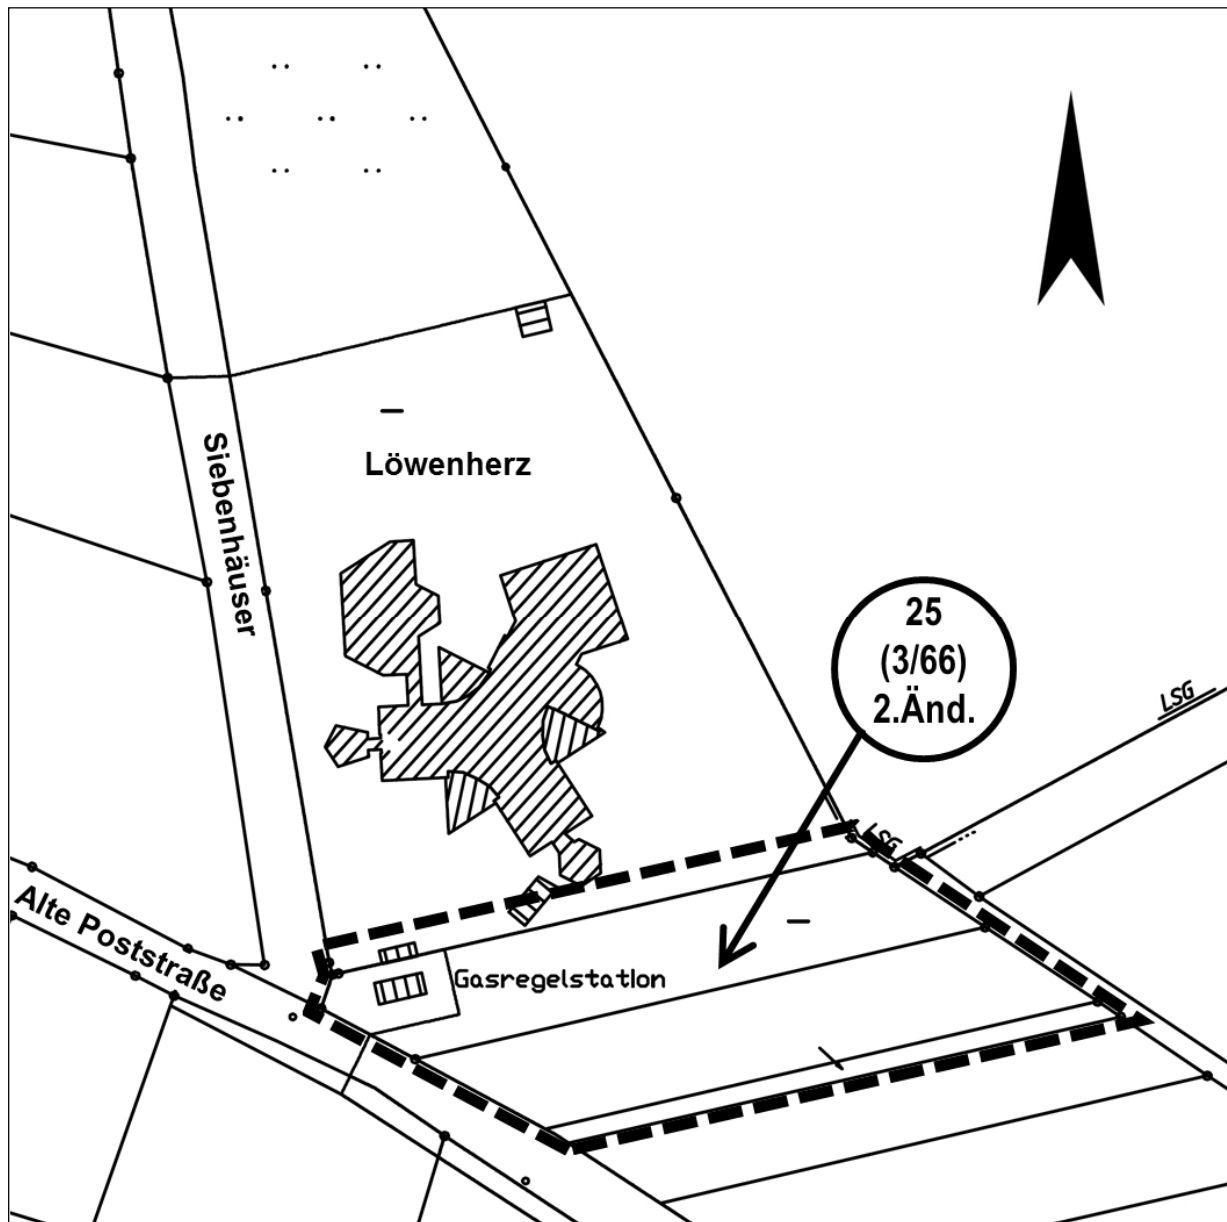 Löwenherz
Siebenhäuser
25
(3/66)
2.Änd.
LSG
LSG
Alte Poststraße
Gasregelstation